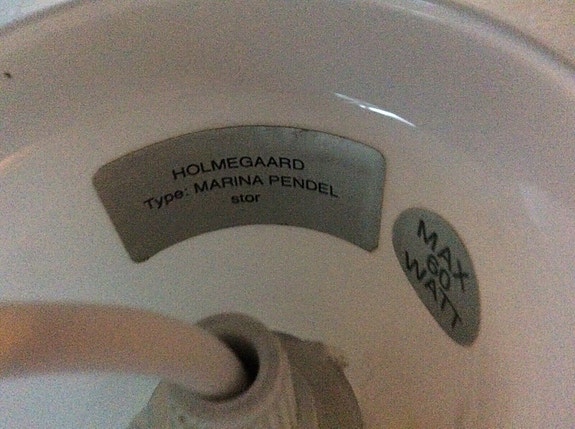 HOLMEGAARD
Type: MARINA PENDEL
stor
MAX
60
WATT